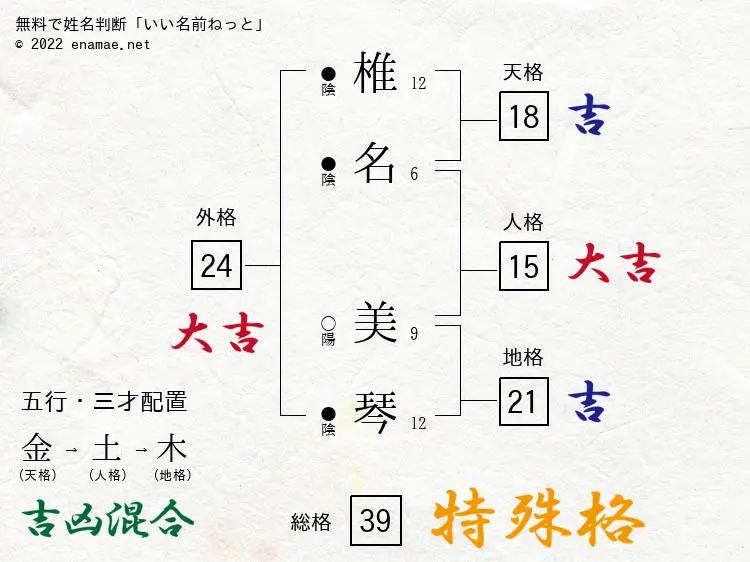 無料で姓名判断「いい名前ねっと」
© 2022 enamae.net
●陰 椎 12
●陰 名 6
○陽 美 9
●陰 琴 12
天格
18 吉
人格
15 大吉
地格
21 吉
外格
24
大吉
五行・三才配置
金→土→木
(天格) (人格) (地格)
吉凶混合
総格 39 特殊格